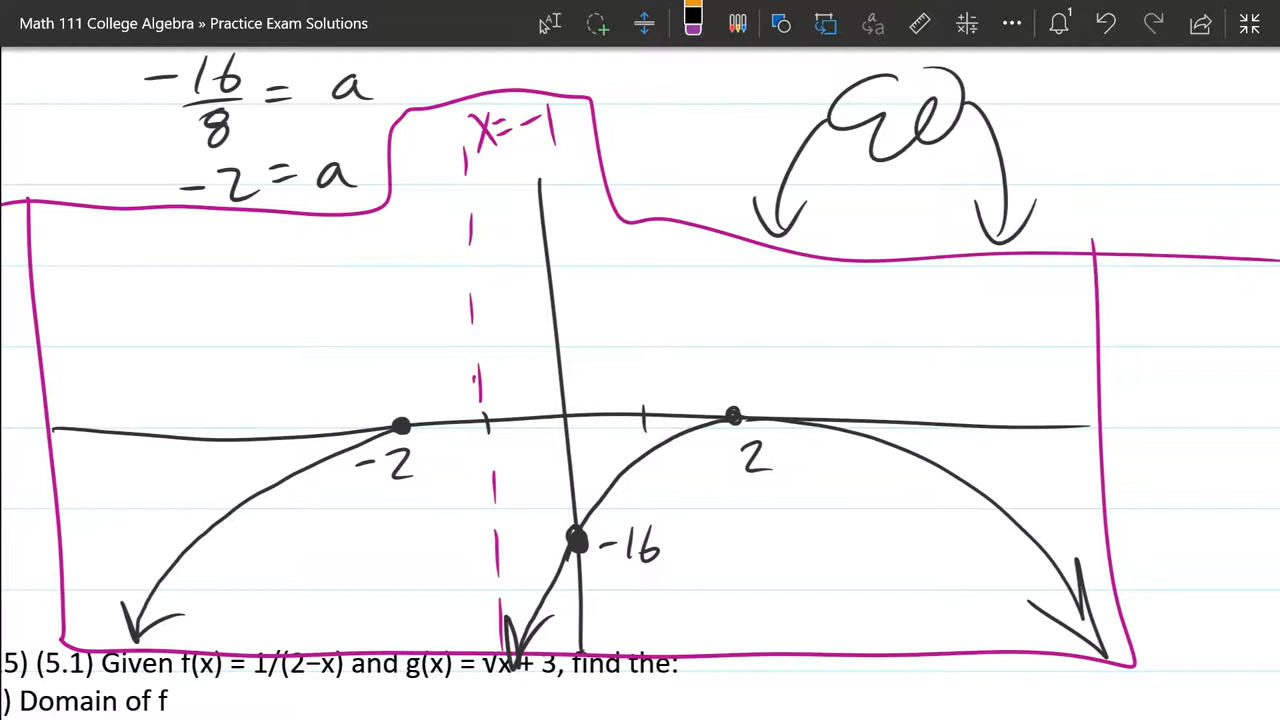 Math 111 College Algebra » Practice Exam Solutions
1
-16/8 = a
-2 = a
x=-1
-2
2
-16
5) (5.1) Given f(x) = 1/(2−x) and g(x) = √x + 3, find the:
) Domain of f